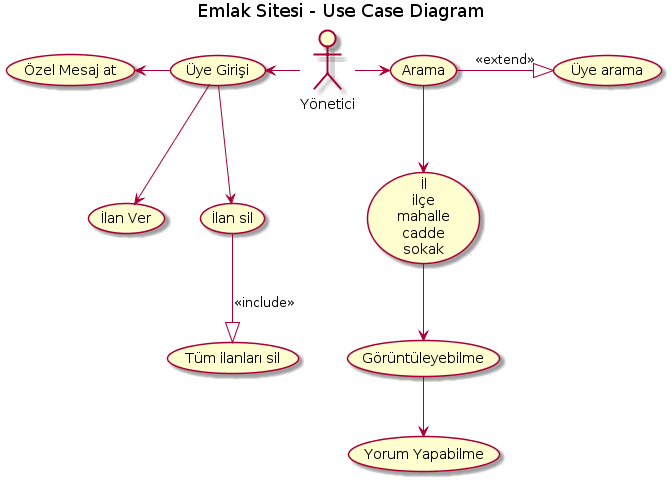 Emlak Sitesi - Use Case Diagram
Özel Mesaj at
Üye Girişi
Yönetici
Arama
«extend»
Üye arama
İlan Ver
İlan sil
İl
ilçe
mahalle
cadde
sokak
«include»
Tüm ilanları sil
Görüntüleyebilme
Yorum Yapabilme